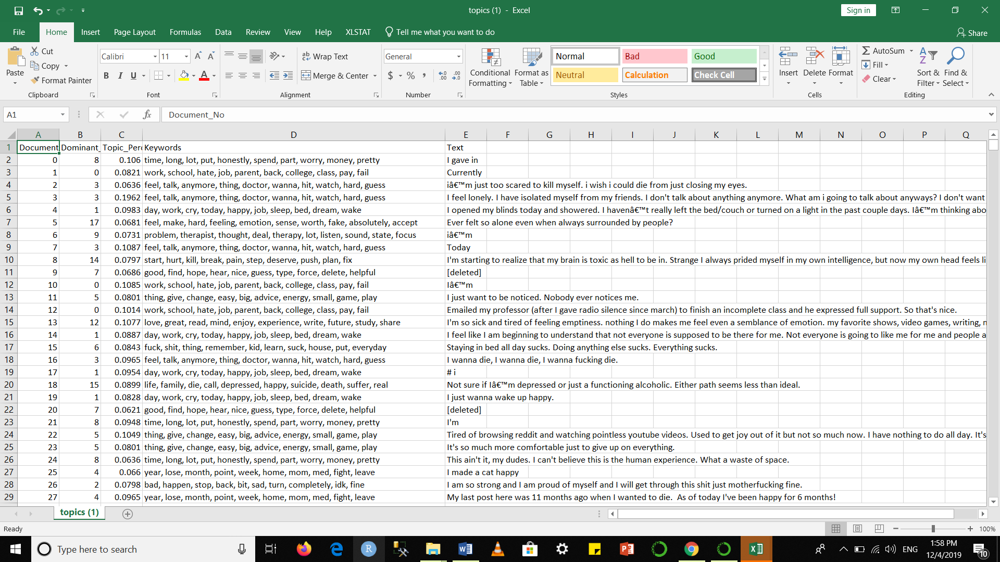 topics (1) - Excel
Sign in
File Home Insert Page Layout Formulas Data Review View Help XLSTAT Tell me what you want to do Share
Paste Cut Copy Format Painter Clipboard
Calibri 11 B I U A Font
Wrap Text Merge & Center Alignment
General $ % , Number
Conditional Formatting Format as Table
Normal Bad Good Neutral Calculation Check Cell Styles
Insert Delete Format Cells
AutoSum Fill Clear Sort & Filter Find & Select Editing
A1 fx Document_No
A B C D E F G H I J K L M N O P Q
1 Document Dominant_ Topic_Perc Keywords Text
2 0 8 0.106 time, long, lot, put, honestly, spend, part, worry, money, pretty I gave in
3 1 0 0.0821 work, school, hate, job, parent, back, college, class, pay, fail Currently
4 2 3 0.0636 feel, talk, anymore, thing, doctor, wanna, hit, watch, hard, guess iâ€™m just too scared to kill myself. i wish i could die from just closing my eyes.
5 3 3 0.1962 feel, talk, anymore, thing, doctor, wanna, hit, watch, hard, guess I feel lonely. I have isolated myself from my friends. I don't talk about anything anymore. What am i going to talk about anyways? I don't want
6 4 1 0.0983 day, work, cry, today, happy, job, sleep, bed, dream, wake I opened my blinds today and showered. I havenâ€™t really left the bed/couch or turned on a light in the past couple days. Iâ€™m thinking abo
7 5 17 0.0681 feel, make, hard, feeling, emotion, sense, worth, fake, absolutely, accept Ever felt so alone even when always surrounded by people?
8 6 9 0.0731 problem, therapist, thought, deal, therapy, lot, listen, sound, state, focus iâ€™m
9 7 3 0.1087 feel, talk, anymore, thing, doctor, wanna, hit, watch, hard, guess Today
10 8 14 0.0797 start, hurt, kill, break, pain, step, deserve, push, plan, fix I'm starting to realize that my brain is toxic as hell to be in. Strange I always prided myself in my own intelligence, but now my own head feels li
11 9 7 0.0686 good, find, hope, hear, nice, guess, type, force, delete, helpful [deleted]
12 10 0 0.1085 work, school, hate, job, parent, back, college, class, pay, fail Iâ€™m
13 11 5 0.0801 thing, give, change, easy, big, advice, energy, small, game, play I just want to be noticed. Nobody ever notices me.
14 12 0 0.1014 work, school, hate, job, parent, back, college, class, pay, fail Emailed my professor (after I gave radio silence since march) to finish an incomplete class and he expressed full support. So that's nice.
15 13 12 0.1077 love, great, read, mind, enjoy, experience, write, future, study, share I'm so sick and tired of feeling emptiness. nothing I do makes me feel even a semblance of emotion. my favorite shows, video games, writing,
16 14 1 0.0887 day, work, cry, today, happy, job, sleep, bed, dream, wake I feel like I am beginning to understand that not everyone is supposed to be there for me. Not everyone is going to like me for me and people a
17 15 6 0.0843 fuck, shit, thing, remember, kid, learn, suck, house, put, everyday Staying in bed all day sucks. Doing anything else sucks. Everything sucks.
18 16 3 0.0965 feel, talk, anymore, thing, doctor, wanna, hit, watch, hard, guess I wanna die, I wanna die, I wanna fucking die.
19 17 1 0.0954 day, work, cry, today, happy, job, sleep, bed, dream, wake # i
20 18 15 0.0899 life, family, die, call, depressed, happy, suicide, death, suffer, real Not sure if Iâ€™m depressed or just a functioning alcoholic. Either path seems less than ideal.
21 19 1 0.0828 day, work, cry, today, happy, job, sleep, bed, dream, wake I just wanna wake up happy.
22 20 7 0.0621 good, find, hope, hear, nice, guess, type, force, delete, helpful [deleted]
23 21 8 0.0948 time, long, lot, put, honestly, spend, part, worry, money, pretty I'm
24 22 5 0.1049 thing, give, change, easy, big, advice, energy, small, game, play Tired of browsing reddit and watching pointless youtube videos. Used to get joy out of it but not so much now. I have nothing to do all day. It's
25 23 5 0.0801 thing, give, change, easy, big, advice, energy, small, game, play It's so much more comfortable just to give up on everything.
26 24 8 0.0636 time, long, lot, put, honestly, spend, part, worry, money, pretty This ain't it, my dudes. I can't believe this is the human experience. What a waste of space.
27 25 4 0.066 year, lose, month, point, week, home, mom, med, fight, leave I made a cat happy
28 26 2 0.0798 bad, happen, stop, back, bit, sad, turn, completely, idk, fine I am so strong and I am proud of myself and I will get through this shit just motherfucking fine.
29 27 4 0.0965 year, lose, month, point, week, home, mom, med, fight, leave My last post here was 11 months ago when I wanted to die.  As of today I've been happy for 6 months!
topics (1)
Ready 100%
Type here to search ENG 1:58 PM
12/4/2019 10